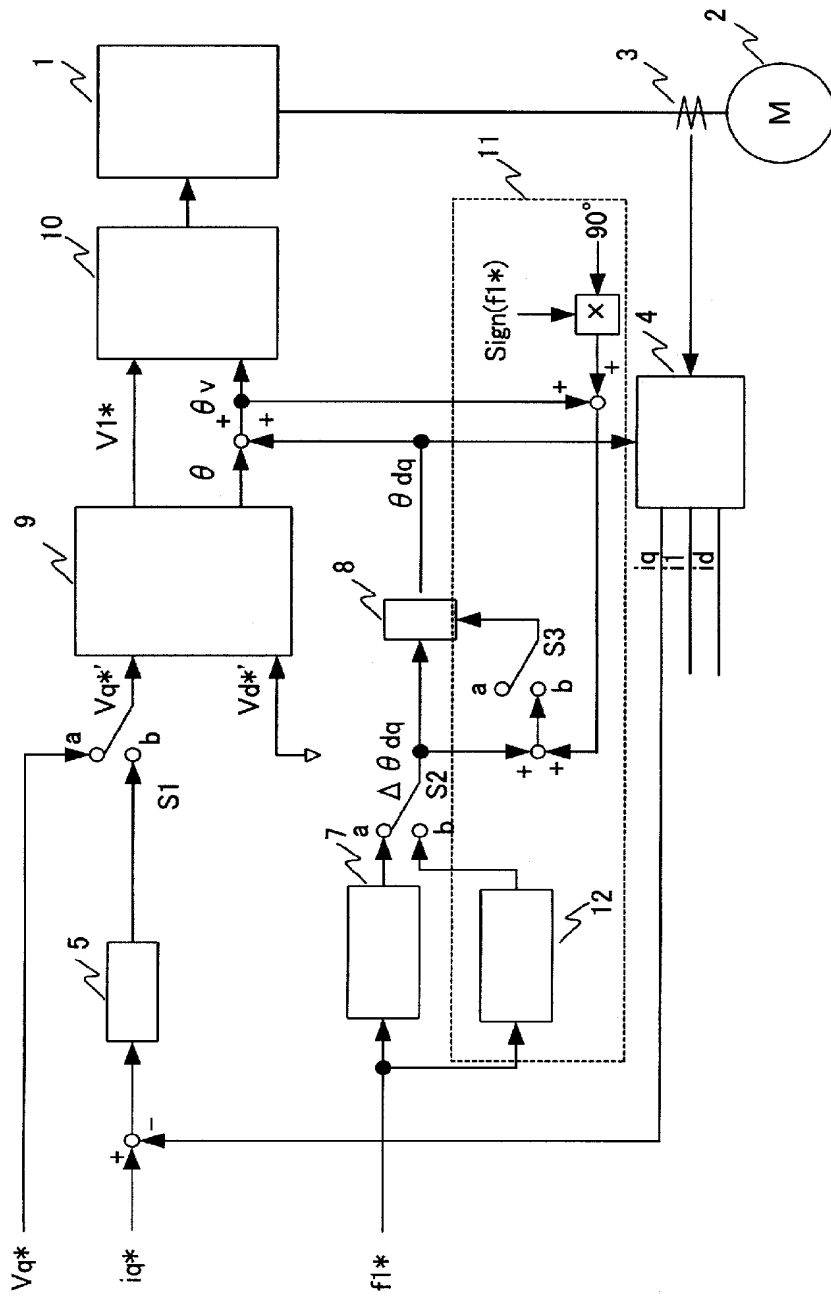 Vq*
iq*
f1*
+
−
5
a
b
S1
Vq*'
Vd*'
9
V1*
θ
+
+
θv
10
1
7
a
b
S2
Δθdq
8
θdq
12
+
+
a
b
S3
11
Sign(f1*)
×
90°
+
+
4
iq
i1
id
3
2
M